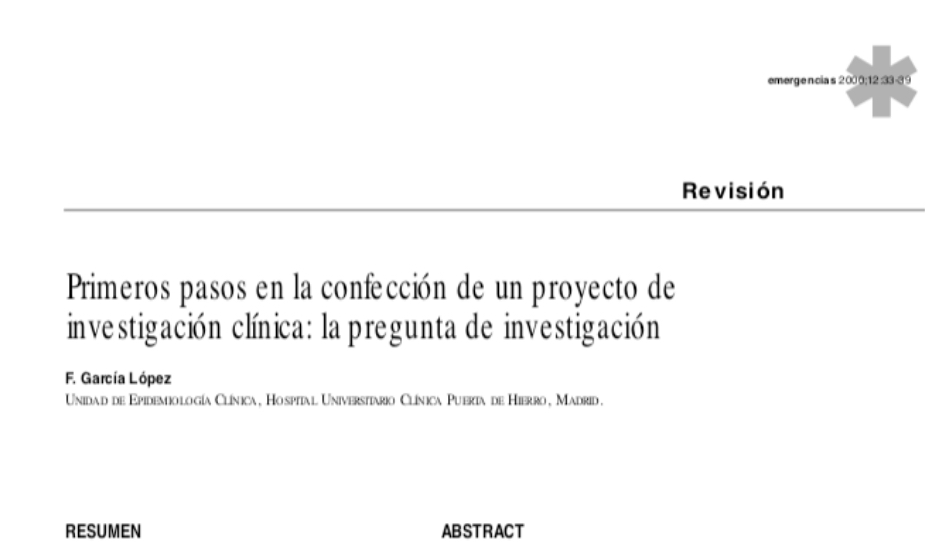 emergencias 2000;12:33-39
Revisión
Primeros pasos en la confección de un proyecto de
investigación clínica: la pregunta de investigación
F. García López
UNIDAD DE EPIDEMIOLOGÍA CLÍNICA, HOSPITAL UNIVERSITARIO CLÍNICA PUERTA DE HIERRO, MADRID.
RESUMEN
ABSTRACT